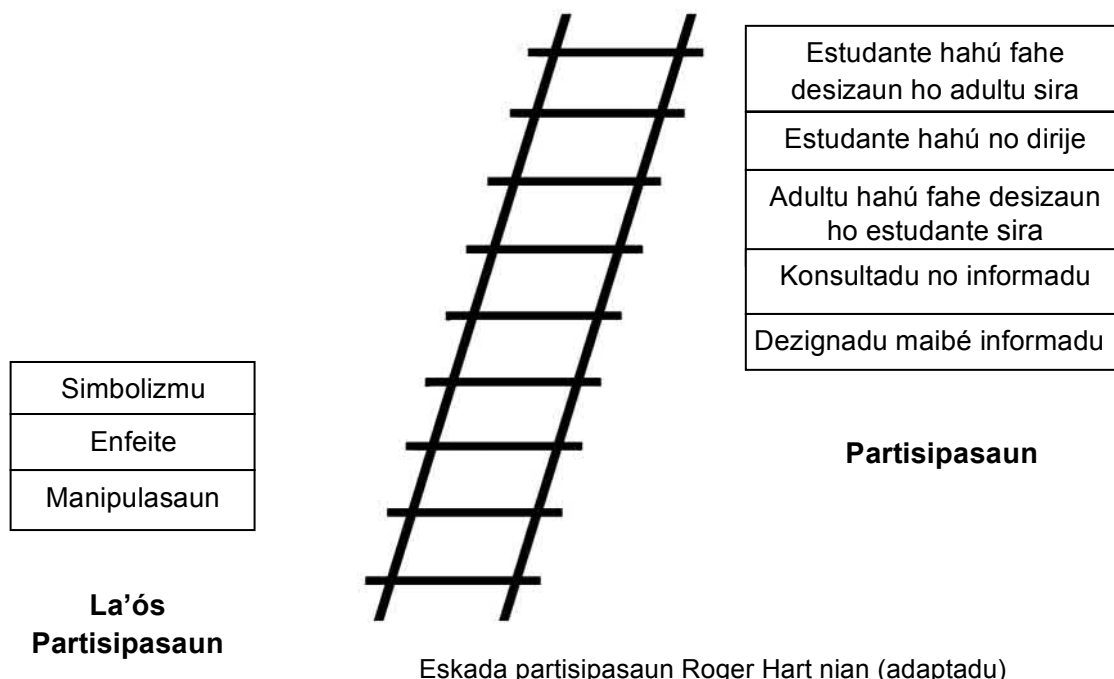 Estudante hahú fahe
desizaun ho adultu sira
Estudante hahú no dirije
Adultu hahú fahe desizaun
ho estudante sira
Konsultadu no informadu
Dezignadu maibé informadu
Simbolizmu
Enfeite
Manipulasaun
Partisipasaun
La'ós
Partisipasaun
Eskada partisipasaun Roger Hart nian (adaptadu)